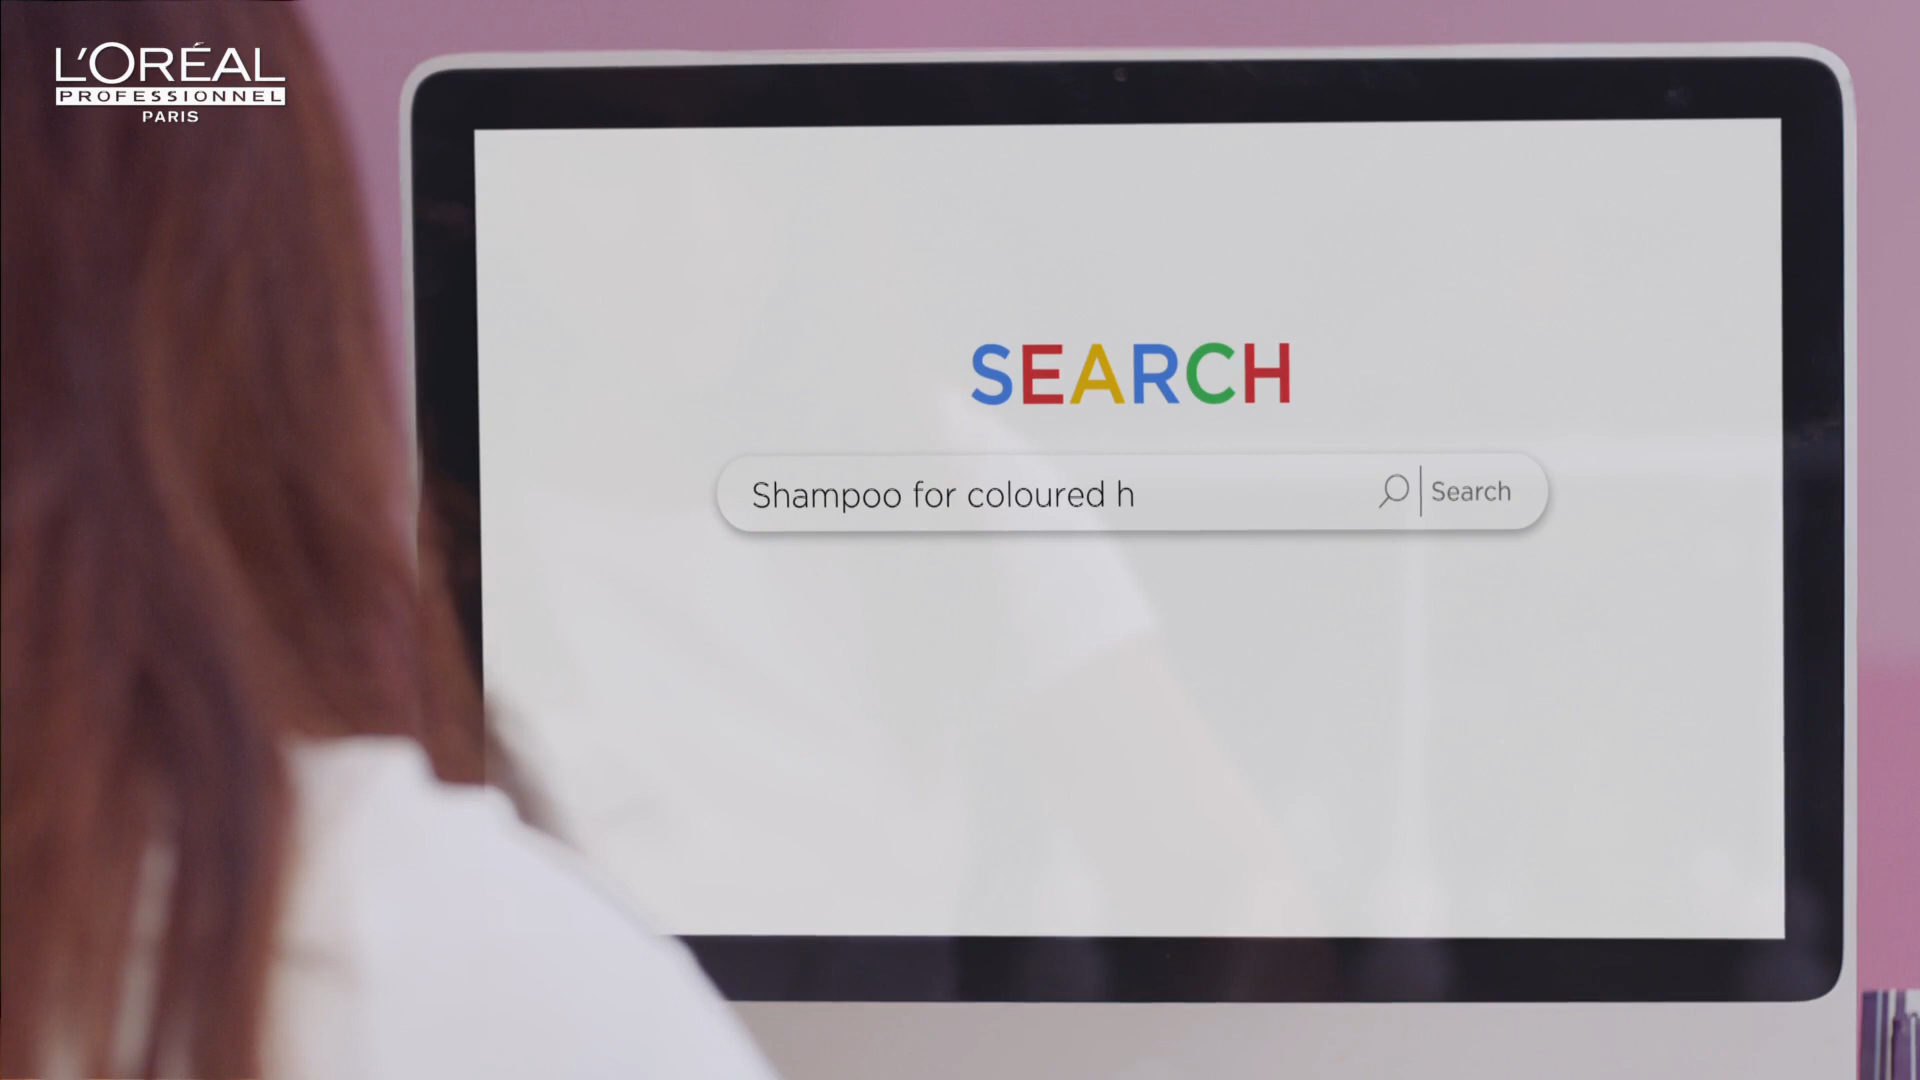 L'ORÉAL
PROFESSIONNEL
PARIS
SEARCH
Shampoo for coloured h
Search